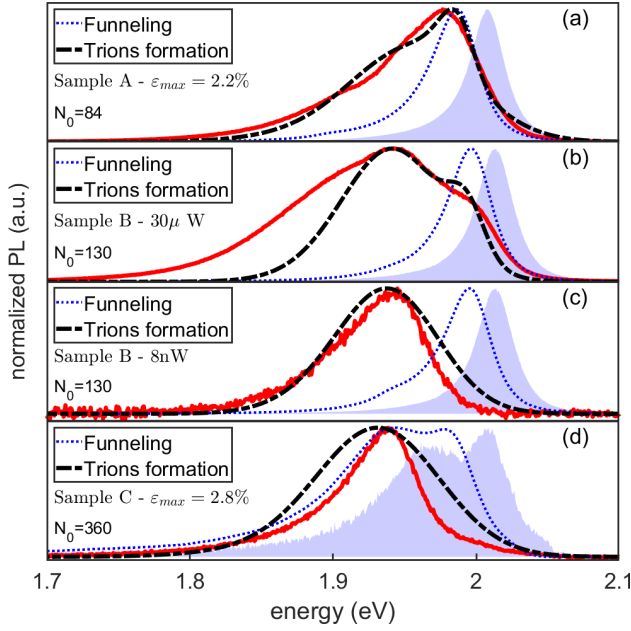 (a)
Funneling
Trions formation
Sample A - εmax = 2.2%
N0=84
(b)
Funneling
Trions formation
Sample B - 30μ W
N0=130
(c)
Funneling
Trions formation
Sample B - 8nW
N0=130
(d)
Funneling
Trions formation
Sample C - εmax = 2.8%
N0=360
normalized PL (a.u.)
1.7 1.8 1.9 2 2.1
energy (eV)